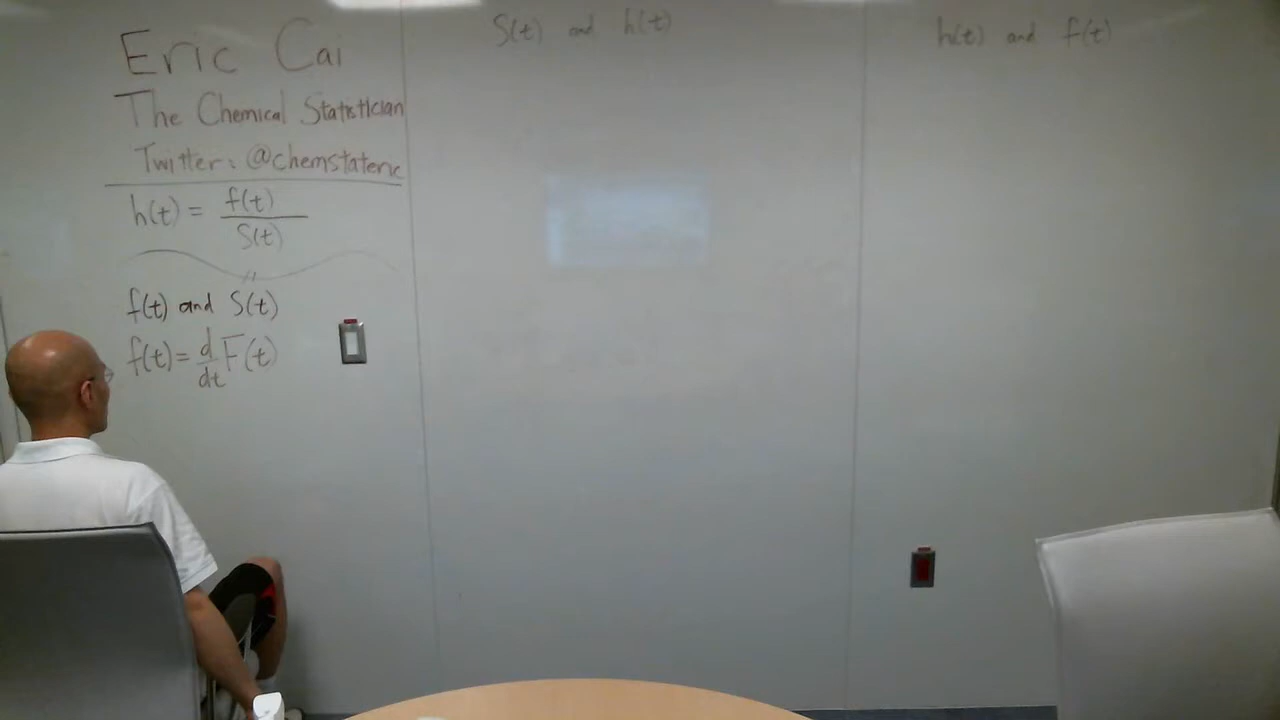 Eric Cai
The Chemical Statistician
Twitter: @chemstateric
h(t) = f(t) / S(t)
f(t) and S(t)
f(t) = d/dt F(t)
S(t) and h(t)
h(t) and f(t)